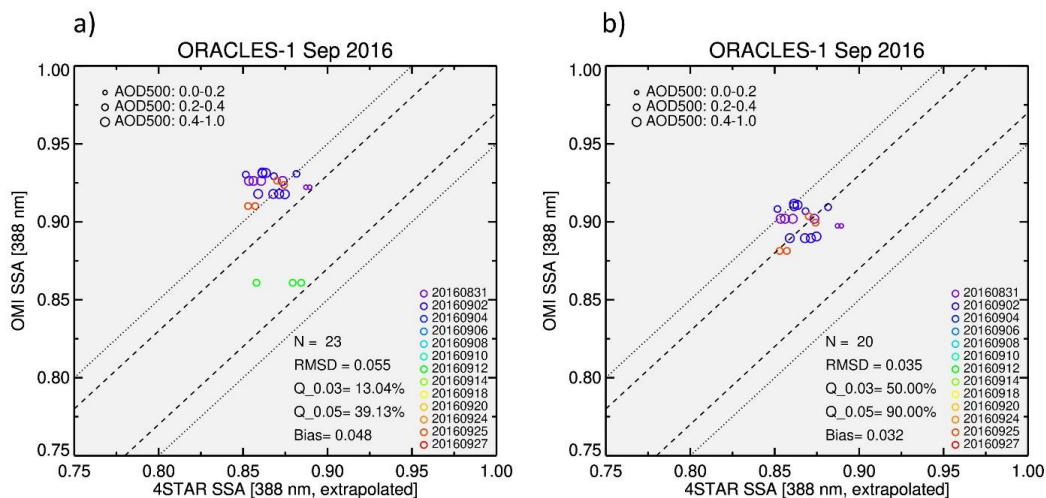 a)
ORACLES-1 Sep 2016
1.00
0.95
0.90
0.85
0.80
0.75
OMI SSA [388 nm]
AOD500: 0.0-0.2
AOD500: 0.2-0.4
AOD500: 0.4-1.0
N = 23
RMSD = 0.055
Q_0.03= 13.04%
Q_0.05= 39.13%
Bias= 0.048
20160831
20160902
20160904
20160906
20160908
20160910
20160912
20160914
20160918
20160920
20160924
20160925
20160927
0.75 0.80 0.85 0.90 0.95 1.00
4STAR SSA [388 nm, extrapolated]
b)
ORACLES-1 Sep 2016
1.00
0.95
0.90
0.85
0.80
0.75
OMI SSA [388 nm]
AOD500: 0.0-0.2
AOD500: 0.2-0.4
AOD500: 0.4-1.0
N = 20
RMSD = 0.035
Q_0.03= 50.00%
Q_0.05= 90.00%
Bias= 0.032
20160831
20160902
20160904
20160906
20160908
20160910
20160912
20160914
20160918
20160920
20160924
20160925
20160927
0.75 0.80 0.85 0.90 0.95 1.00
4STAR SSA [388 nm, extrapolated]